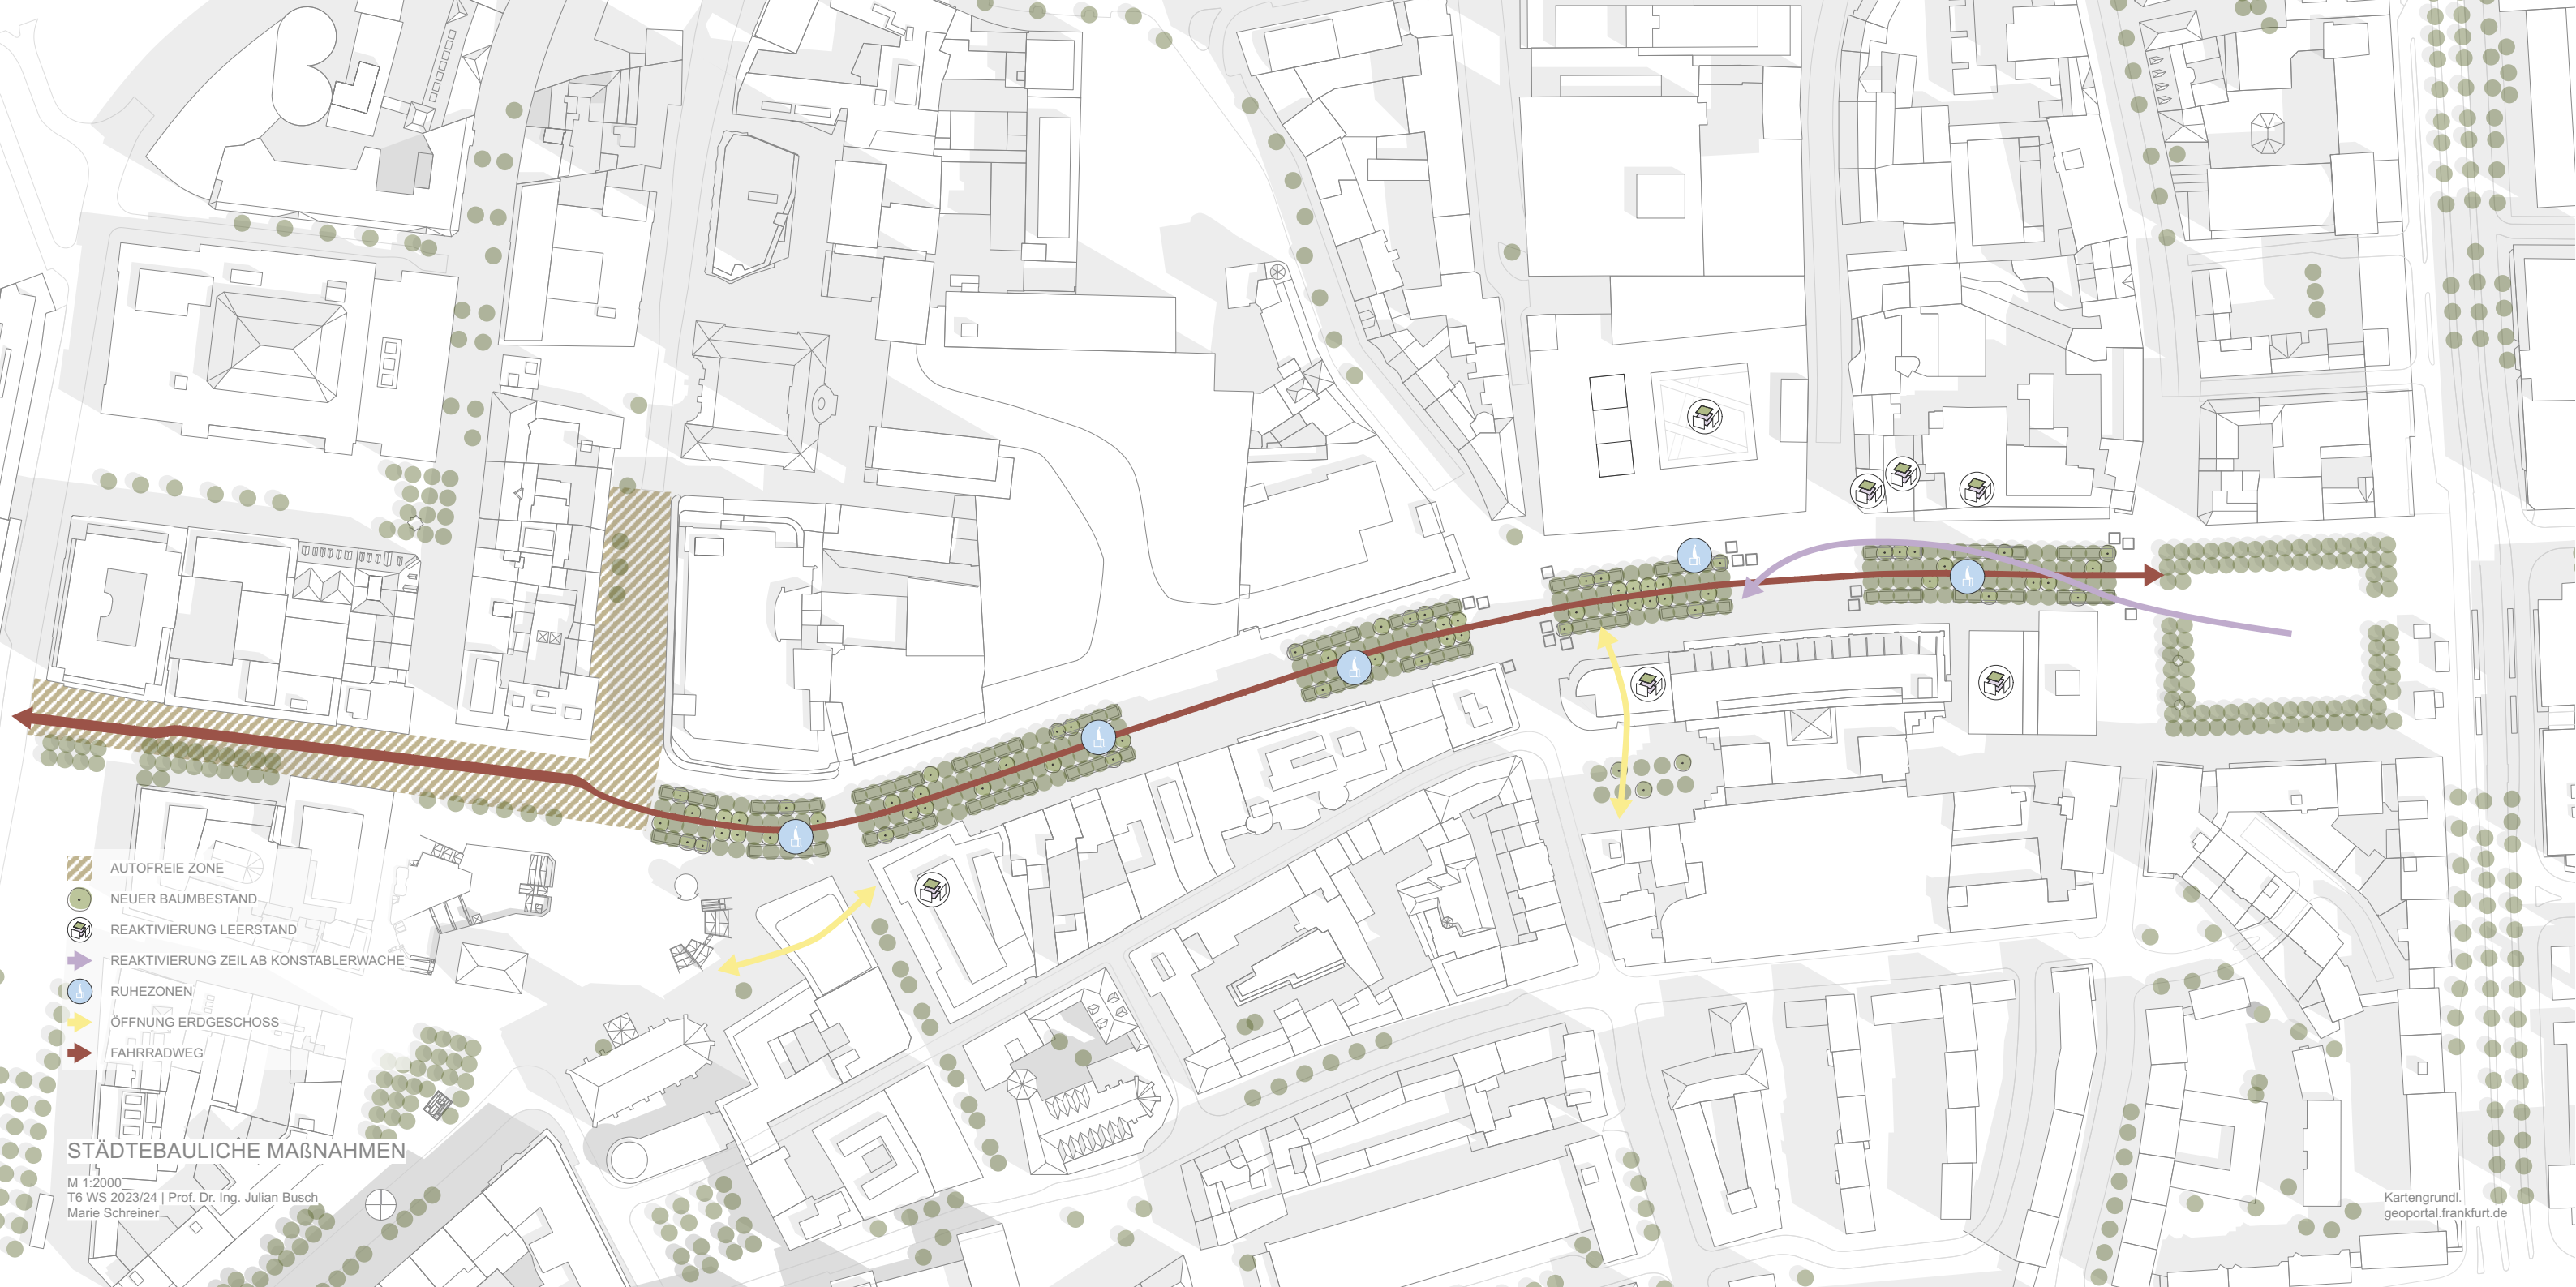 AUTOFREIE ZONE
NEUER BAUMBESTAND
REAKTIVIERUNG LEERSTAND
REAKTIVIERUNG ZEIL AB KONSTABLERWACHE
RUHEZONEN
ÖFFNUNG ERDGESCHOSS
FAHRRADWEG
STÄDTEBAULICHE MAßNAHMEN
M 1:2000
T6 WS 2023/24 | Prof. Dr. Ing. Julian Busch
Marie Schreiner
Kartengrundl.
geoportal.frankfurt.de